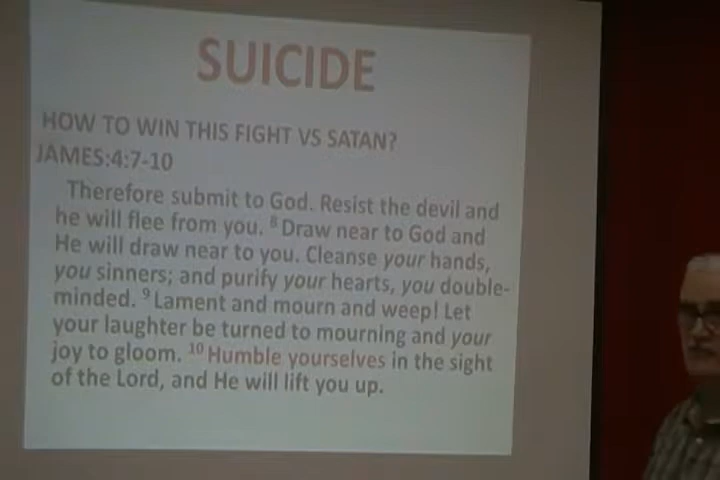 SUICIDE
HOW TO WIN THIS FIGHT VS SATAN?
JAMES:4:7-10
Therefore submit to God. Resist the devil and
he will flee from you. 8 Draw near to God and
He will draw near to you. Cleanse your hands,
you sinners; and purify your hearts, you double-
minded. 9 Lament and mourn and weep! Let
your laughter be turned to mourning and your
joy to gloom. 10 Humble yourselves in the sight
of the Lord, and He will lift you up.